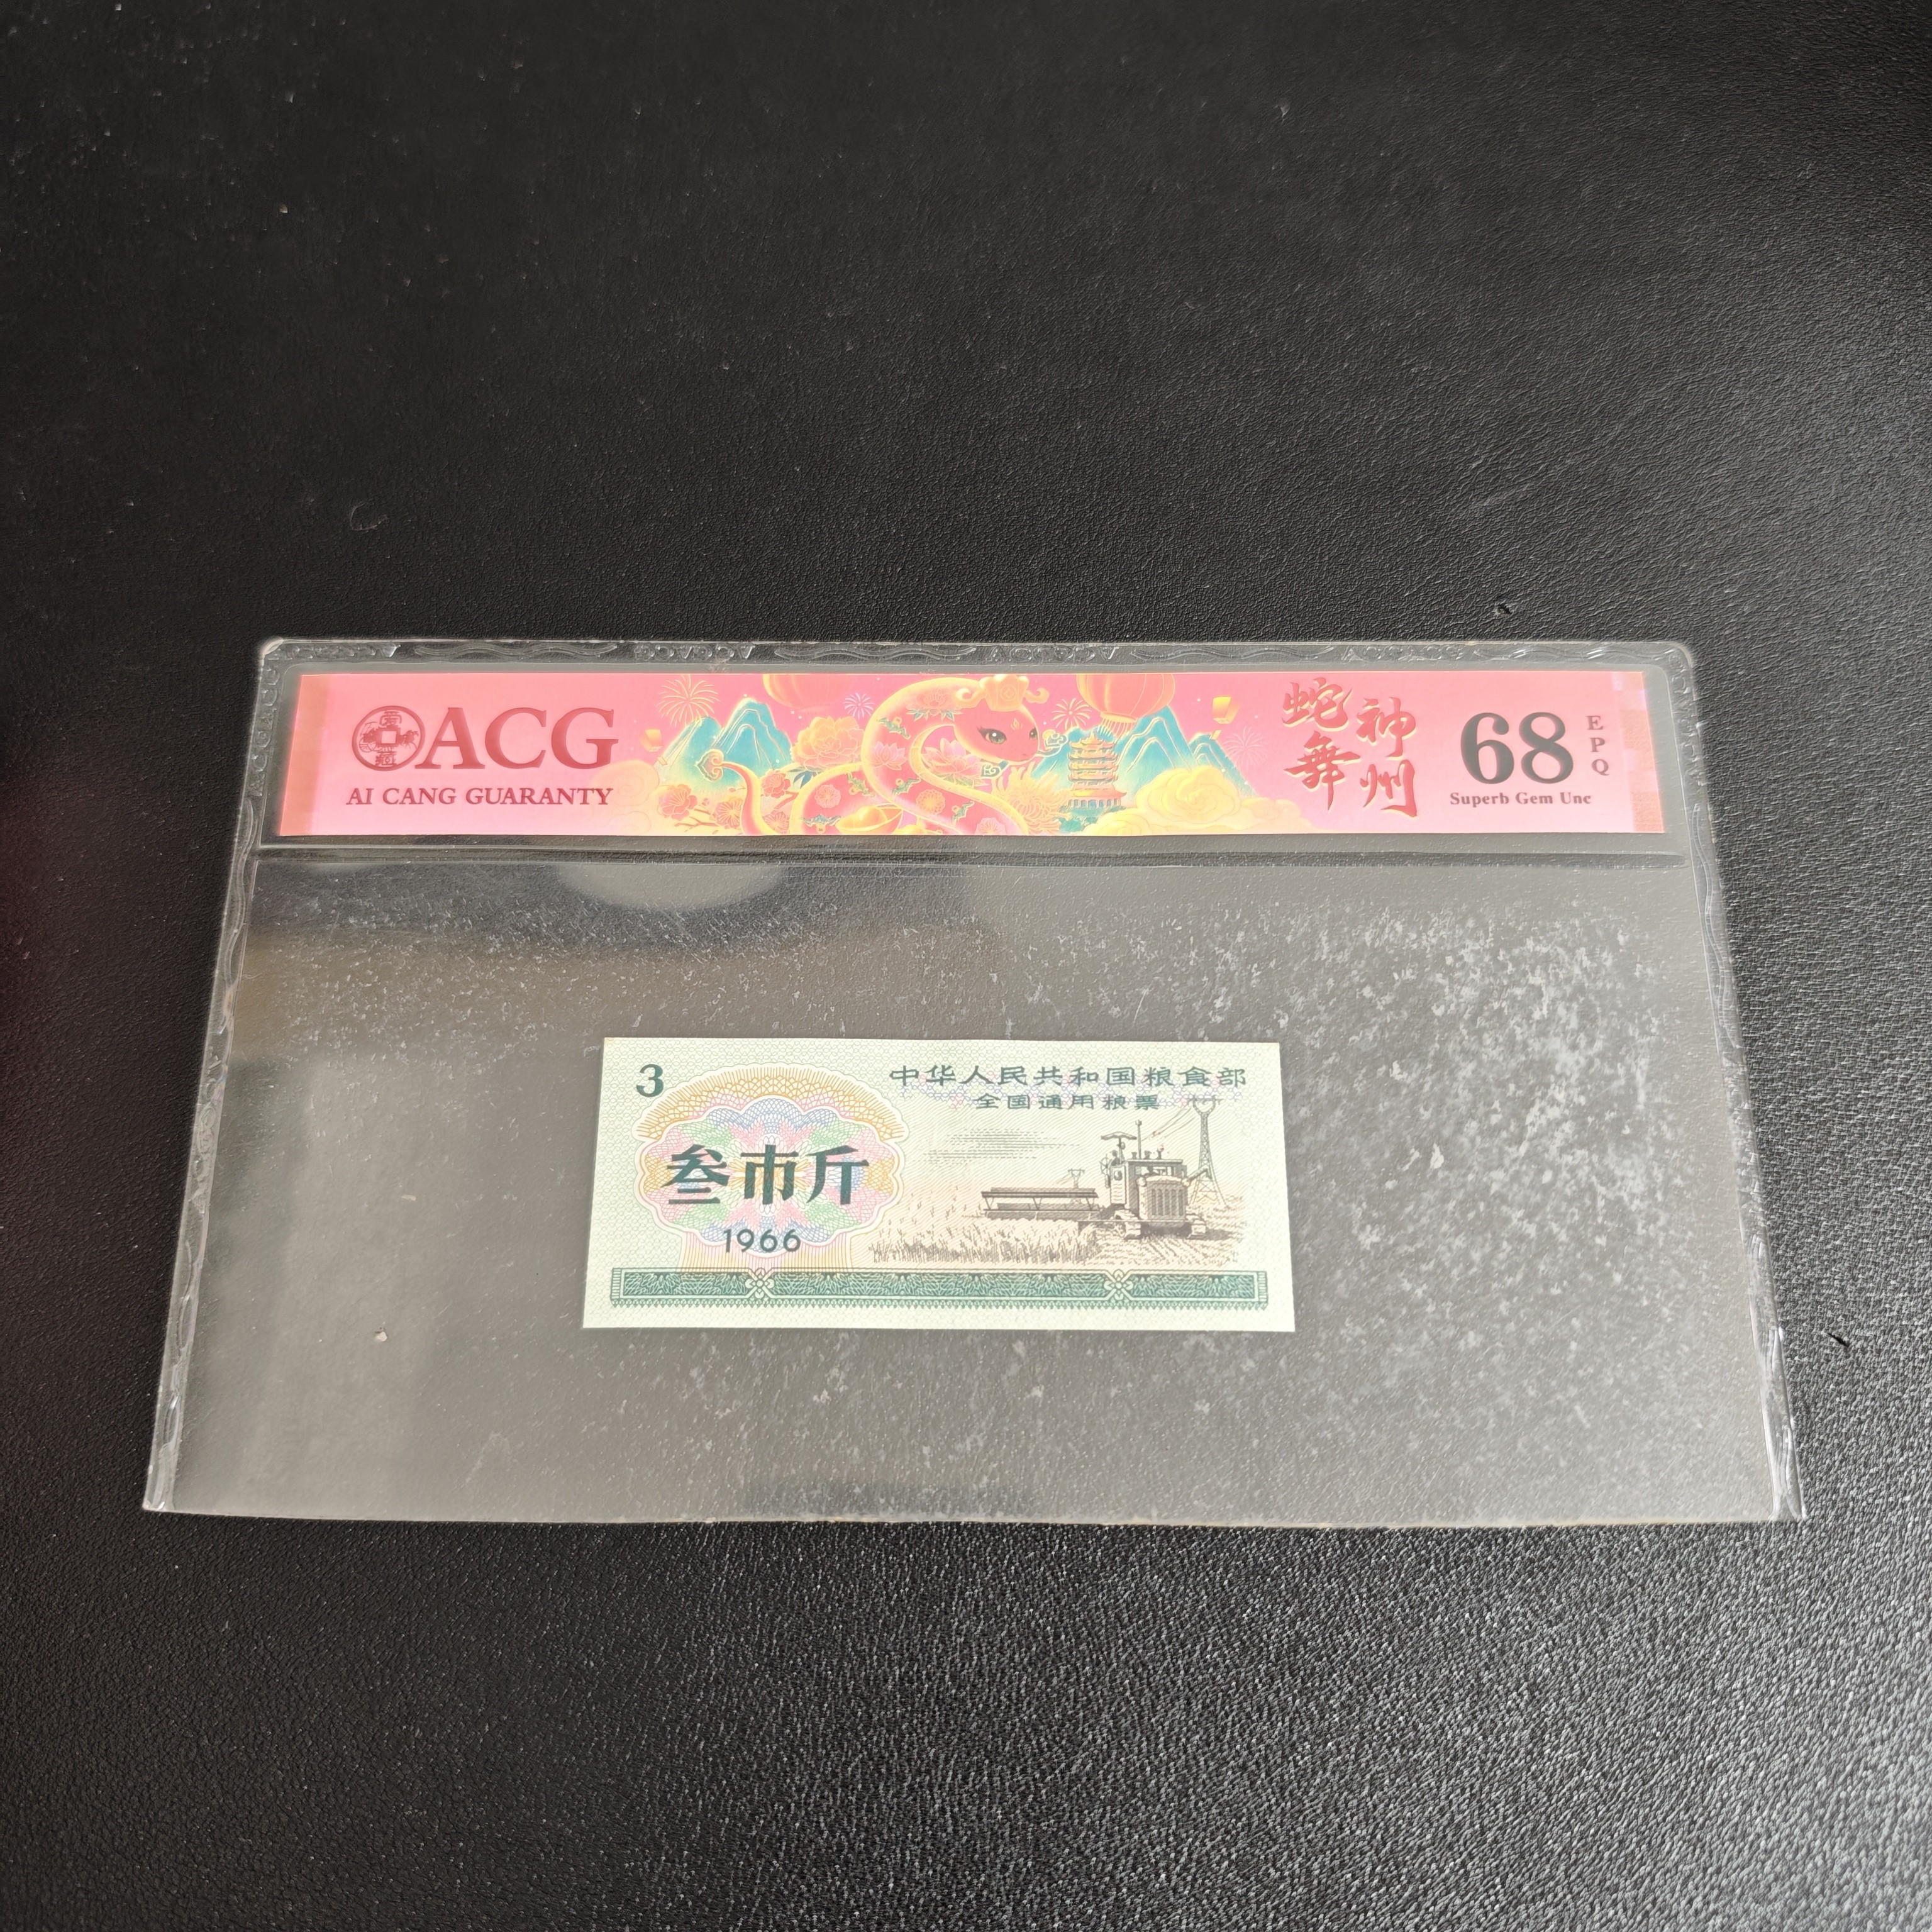 ACG
AI CANG GUARANTY
蛇舞
神州
68
EPQ
Superb Gem Unc
3
中华人民共和国粮食部
全国通用粮票
叁市斤
1966